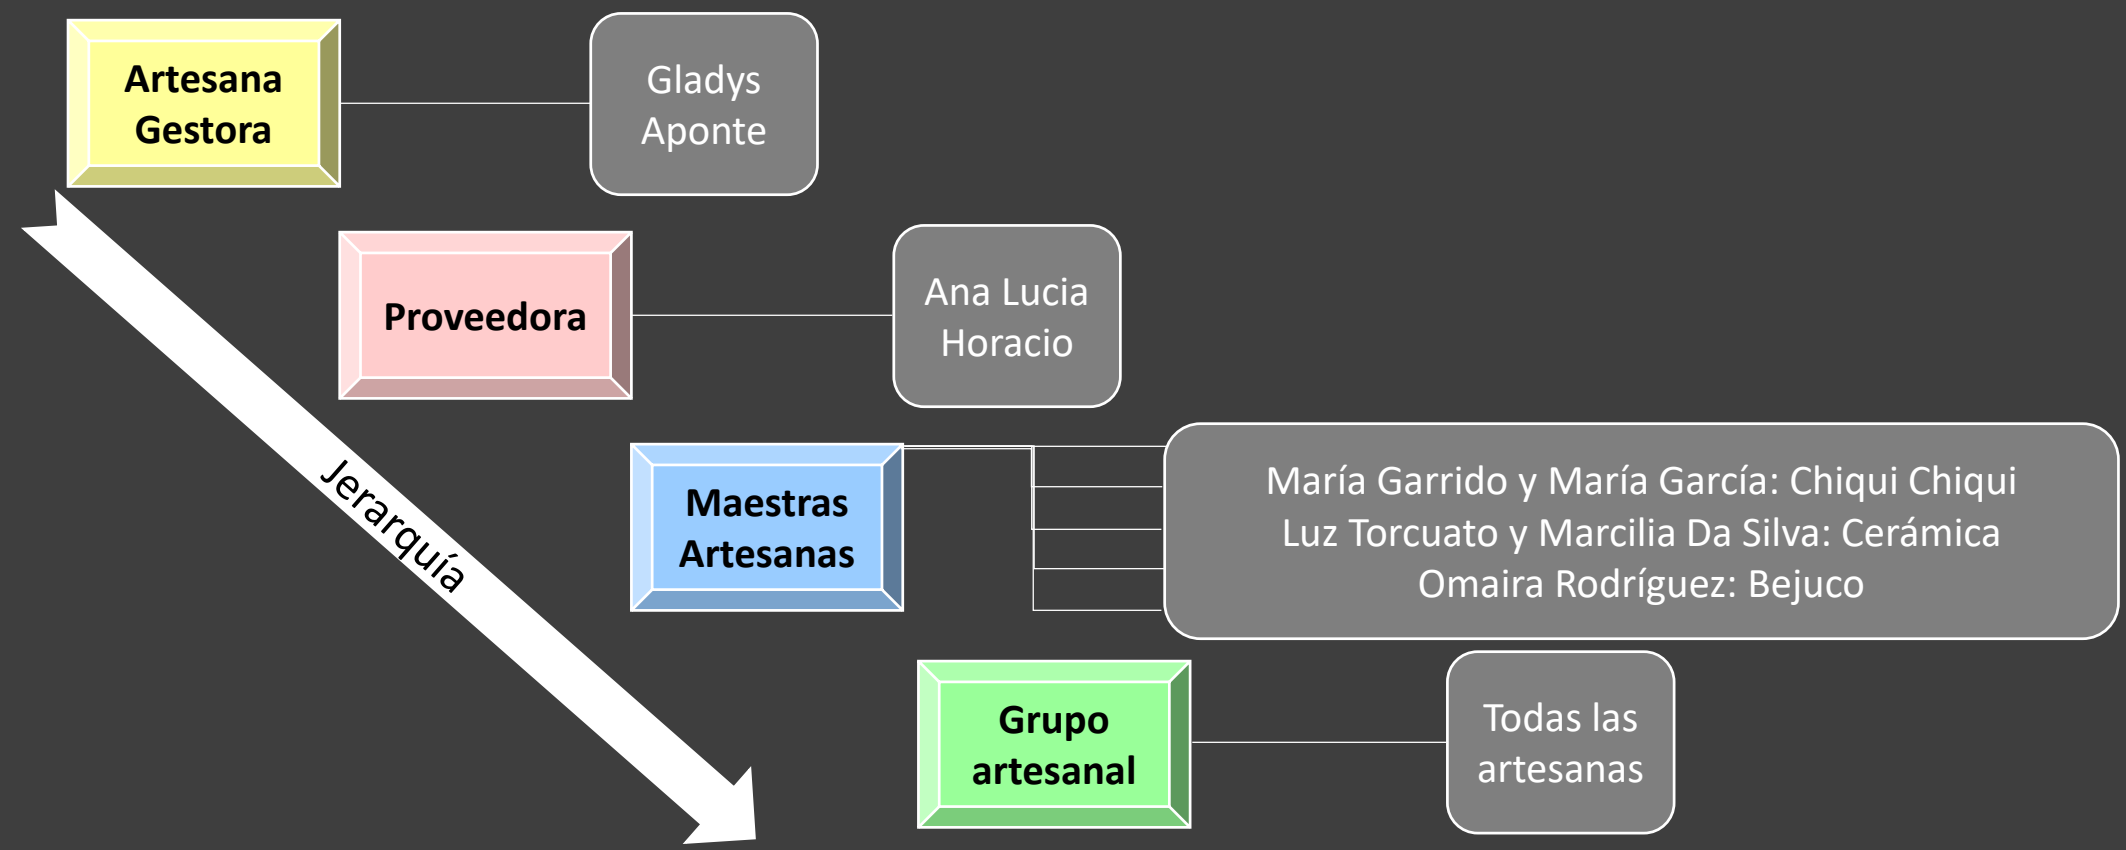 Artesana
Gestora
Gladys
Aponte
Proveedora
Ana Lucia
Horacio
Jerarquía
Maestras
Artesanas
María Garrido y María García: Chiqui Chiqui
Luz Torcuato y Marcilia Da Silva: Cerámica
Omaira Rodríguez: Bejuco
Grupo
artesanal
Todas las
artesanas